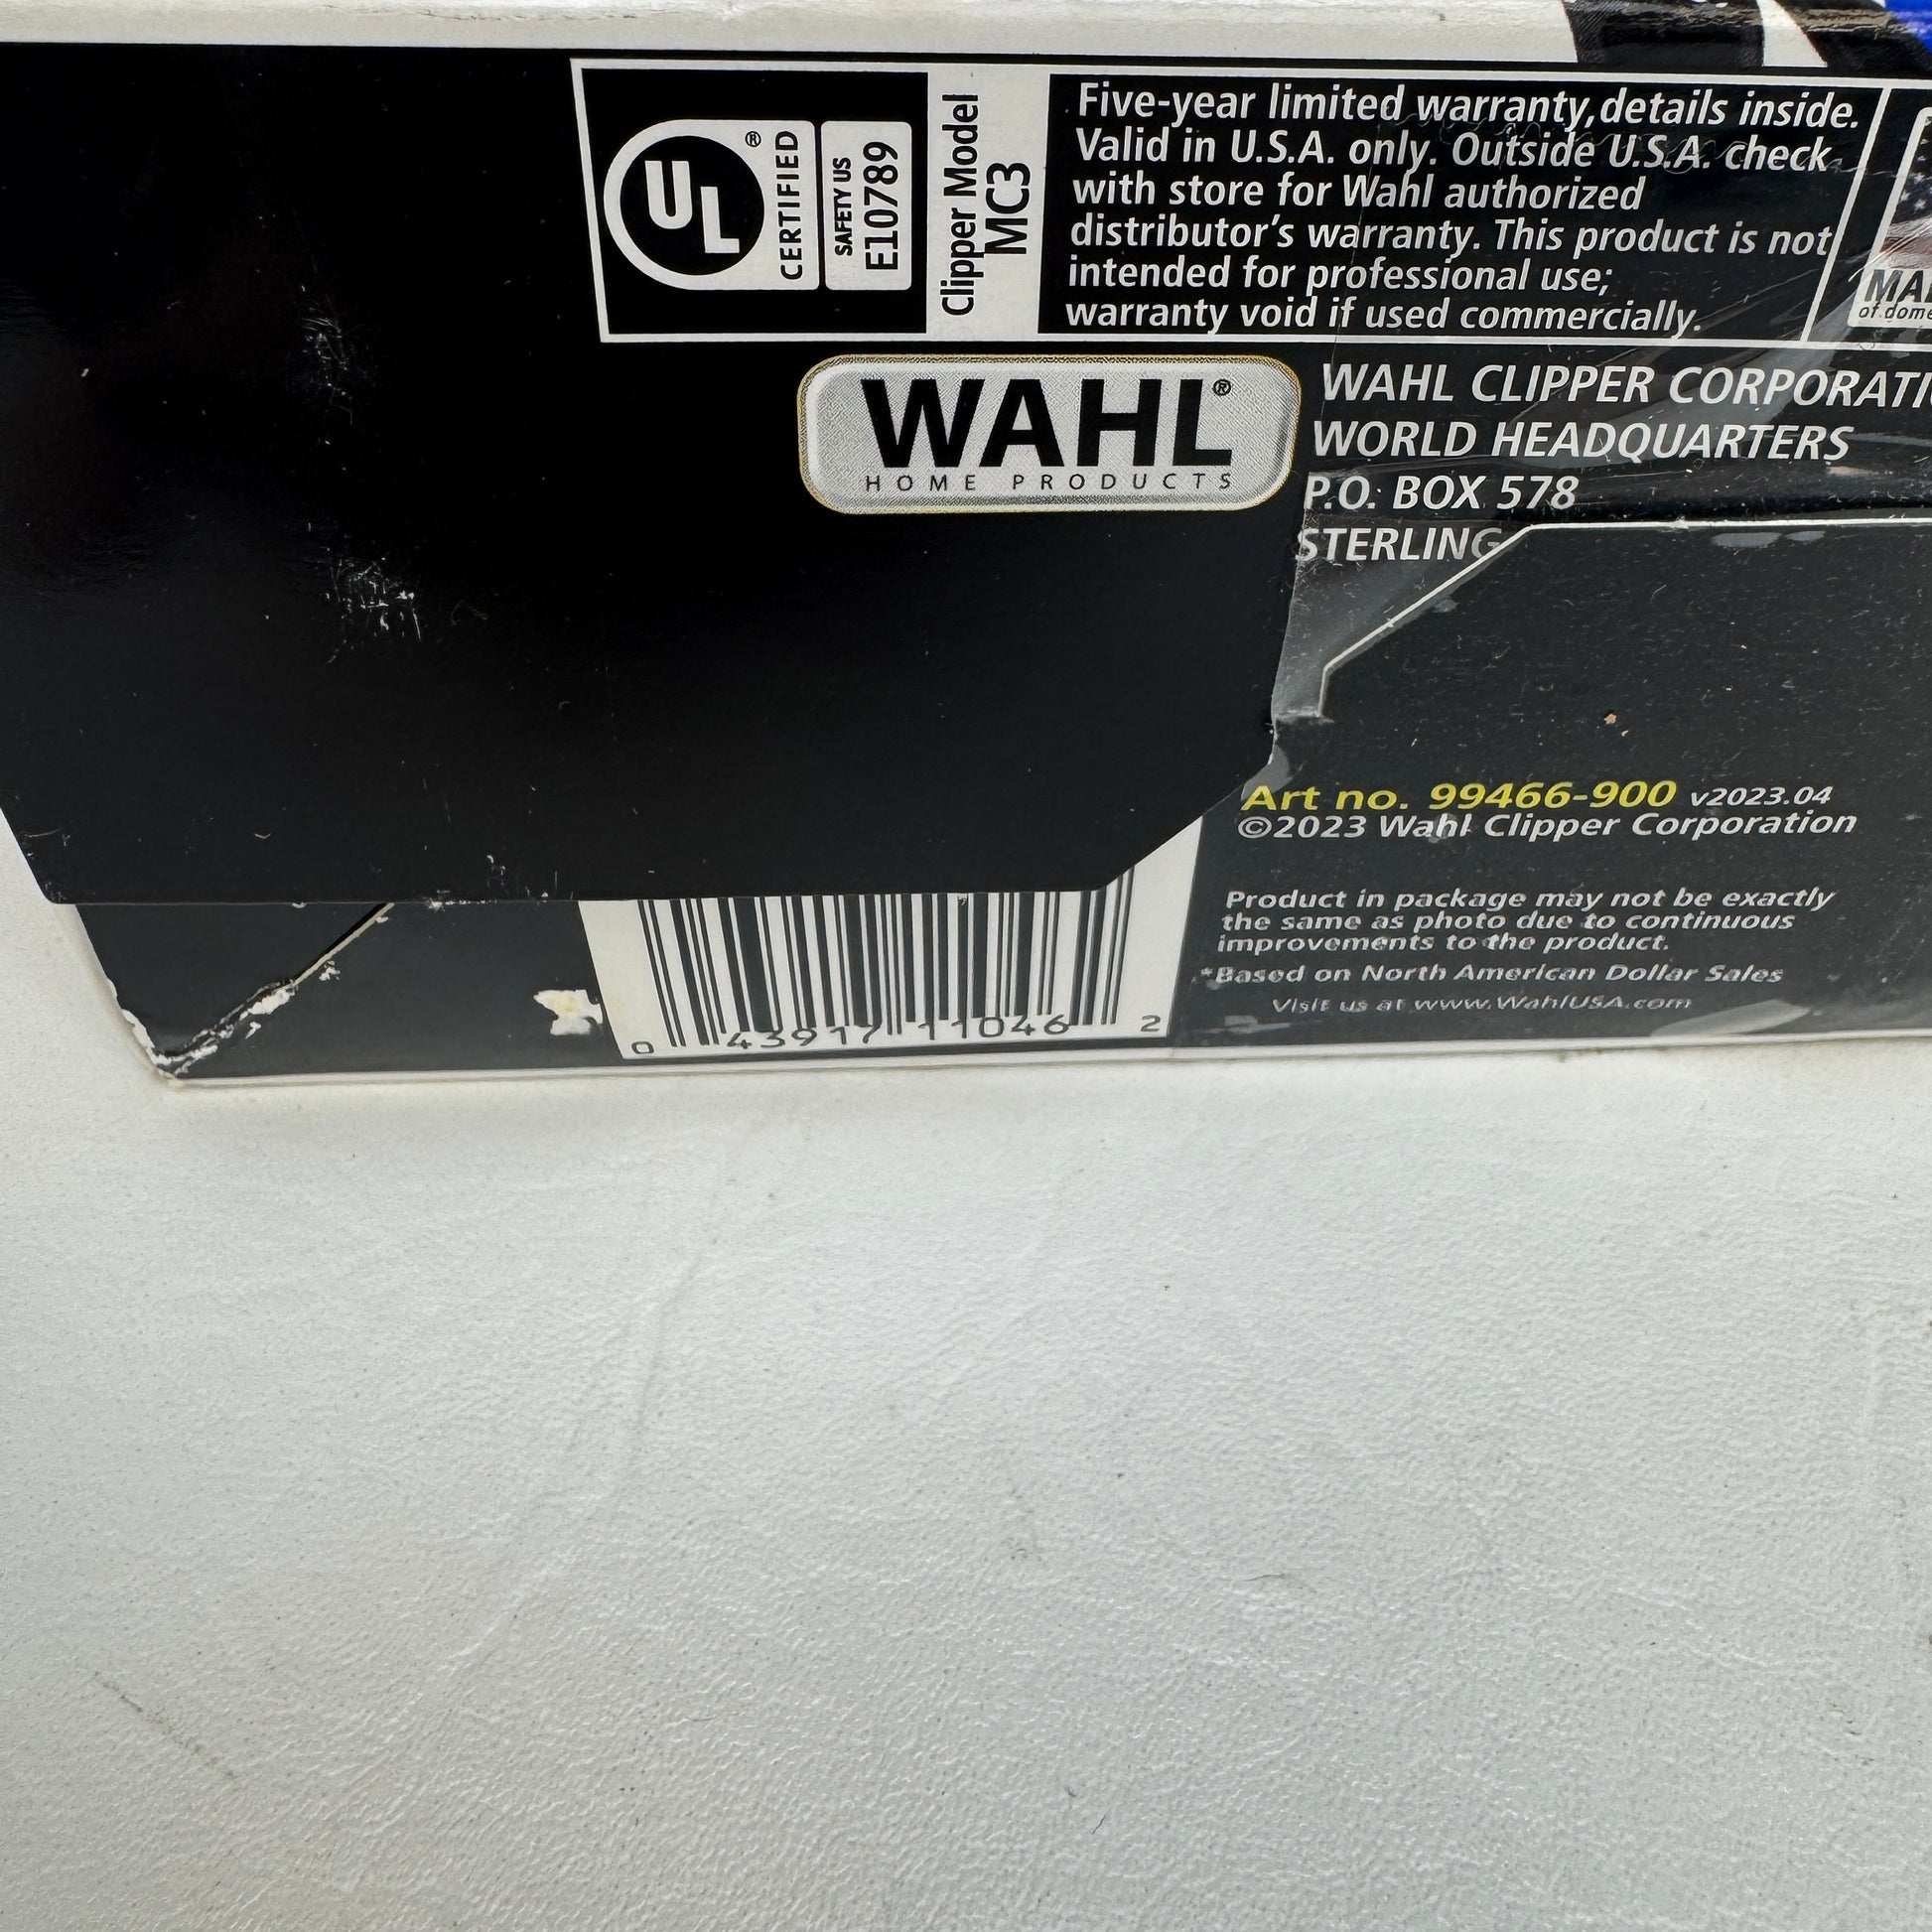 UL ®
CERTIFIED
SAFETY US
E10789
Clipper Model
MC3
Five-year limited warranty,details inside.
Valid in U.S.A. only. Outside U.S.A. check
with store for Wahl authorized
distributor's warranty. This product is not
intended for professional use;
warranty void if used commercially.
of dome
WAHL®
HOME PRODUCTS
WAHL CLIPPER CORPORATI
WORLD HEADQUARTERS
P.O. BOX 578
STERLING
Art no. 99466-900 v2023.04
©2023 Wahl Clipper Corporation
Product in package may not be exactly
the same as photo due to continuous
improvements to the product.
*Based on North American Dollar Sales
Visit us at www.WahlUSA.com
0 43917 11046 2